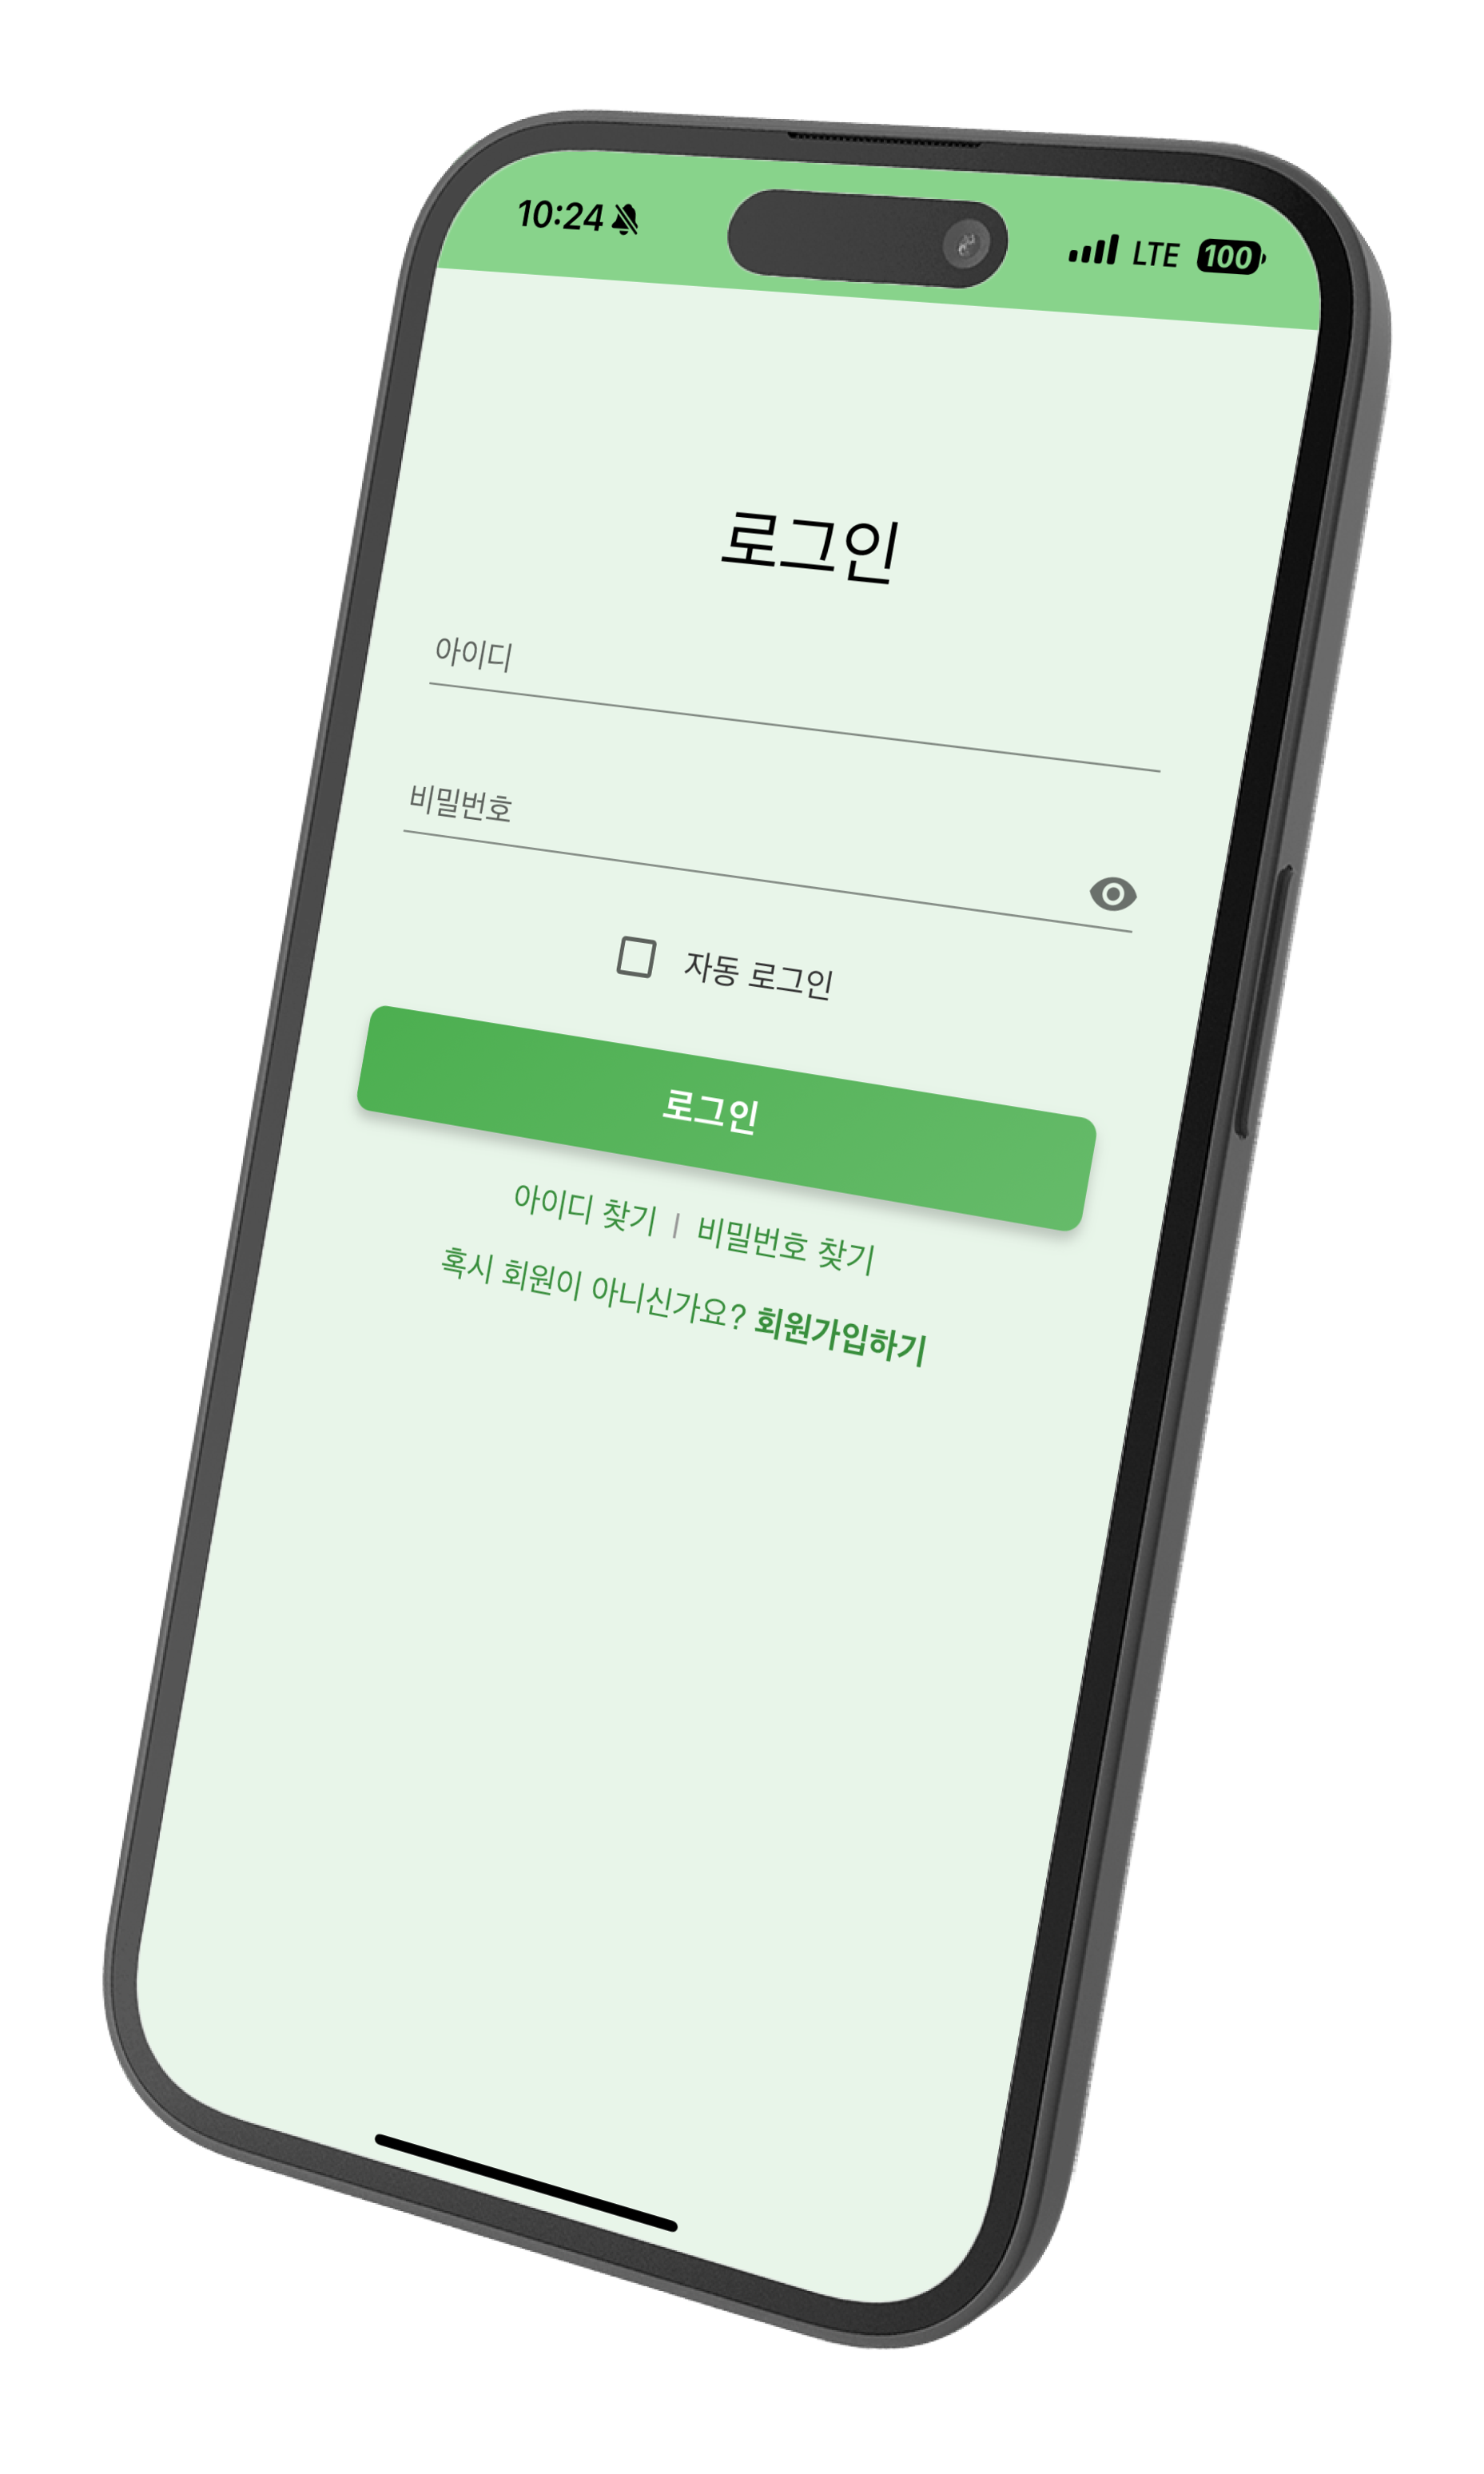 10:24 LTE 100
로그인
아이디
비밀번호
자동 로그인
로그인
아이디 찾기 | 비밀번호 찾기
혹시 회원이 아니신가요? 회원가입하기